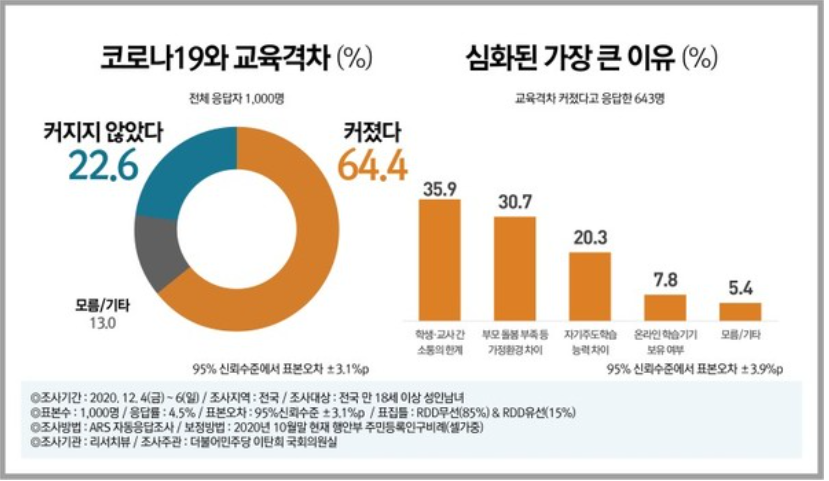 코로나19와 교육격차 (%)
전체 응답자 1,000명
커지지 않았다
22.6
커졌다
64.4
모름/기타
13.0
95% 신뢰수준에서 표본오차 ±3.1%p
심화된 가장 큰 이유 (%)
교육격차 커졌다고 응답한 643명
35.9
30.7
20.3
7.8
5.4
학생·교사 간
소통의 한계
부모 돌봄 부족 등
가정환경 차이
자기주도학습
능력 차이
온라인 학습기기
보유 여부
모름/기타
95% 신뢰수준에서 표본오차 ±3.9%p
◎조사기간 : 2020. 12. 4(금) ~ 6(일) / 조사지역 : 전국 / 조사대상 : 전국 만 18세 이상 성인남녀
◎표본수 : 1,000명 / 응답률 : 4.5% / 표본오차 : 95%신뢰수준 ±3.1%p / 표집틀 : RDD무선(85%) & RDD유선(15%)
◎조사방법 : ARS 자동응답조사 / 보정방법 : 2020년 10월말 현재 행안부 주민등록인구비례(셀가중)
◎조사기관 : 리서치뷰 / 조사주관 : 더불어민주당 이탄희 국회의원실